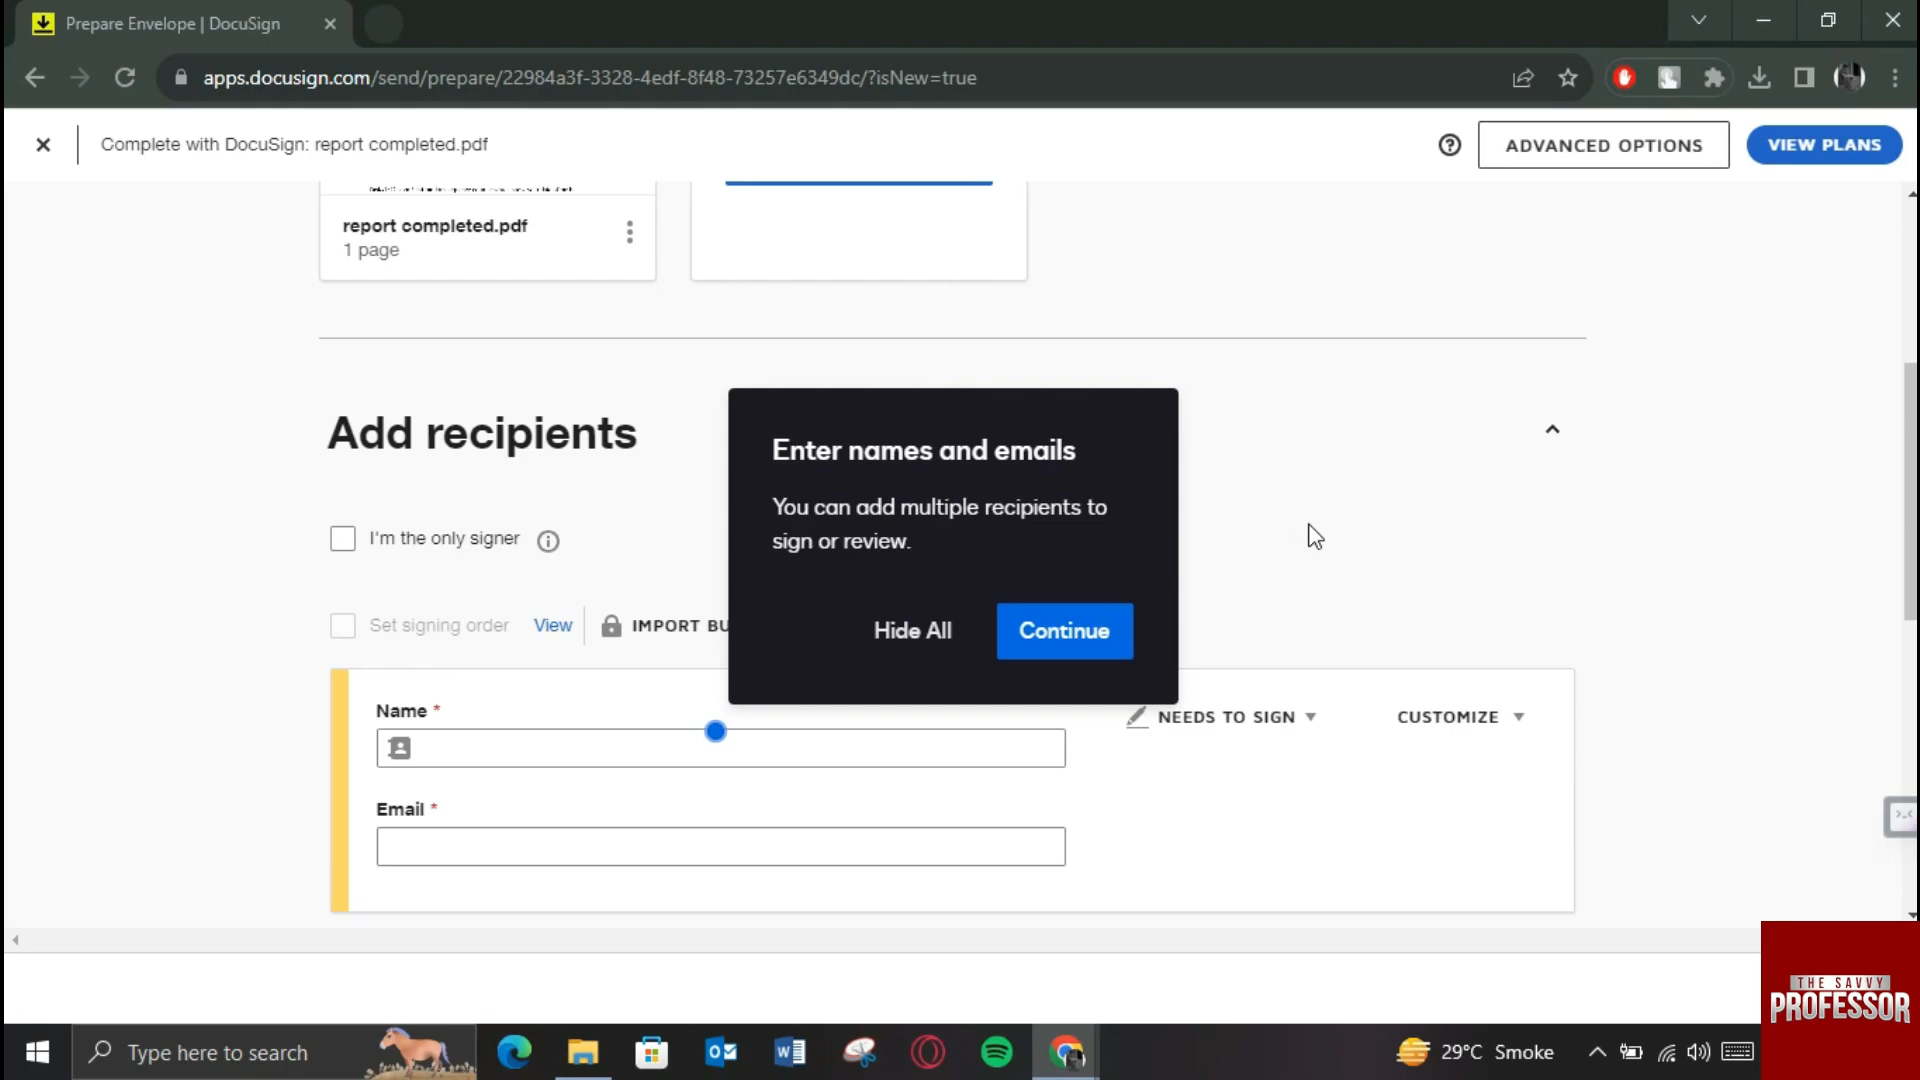 Prepare Envelope | DocuSign
apps.docusign.com/send/prepare/22984a3f-3328-4edf-8f48-73257e6349dc/?isNew=true
Complete with DocuSign: report completed.pdf
ADVANCED OPTIONS
VIEW PLANS
report completed.pdf
1 page
Add recipients
Enter names and emails
You can add multiple recipients to
sign or review.
Hide All
Continue
I'm the only signer
Set signing order
View
IMPORT BU
Name *
NEEDS TO SIGN
CUSTOMIZE
Email *
THE SAVVY
PROFESSOR
Type here to search
29°C Smoke